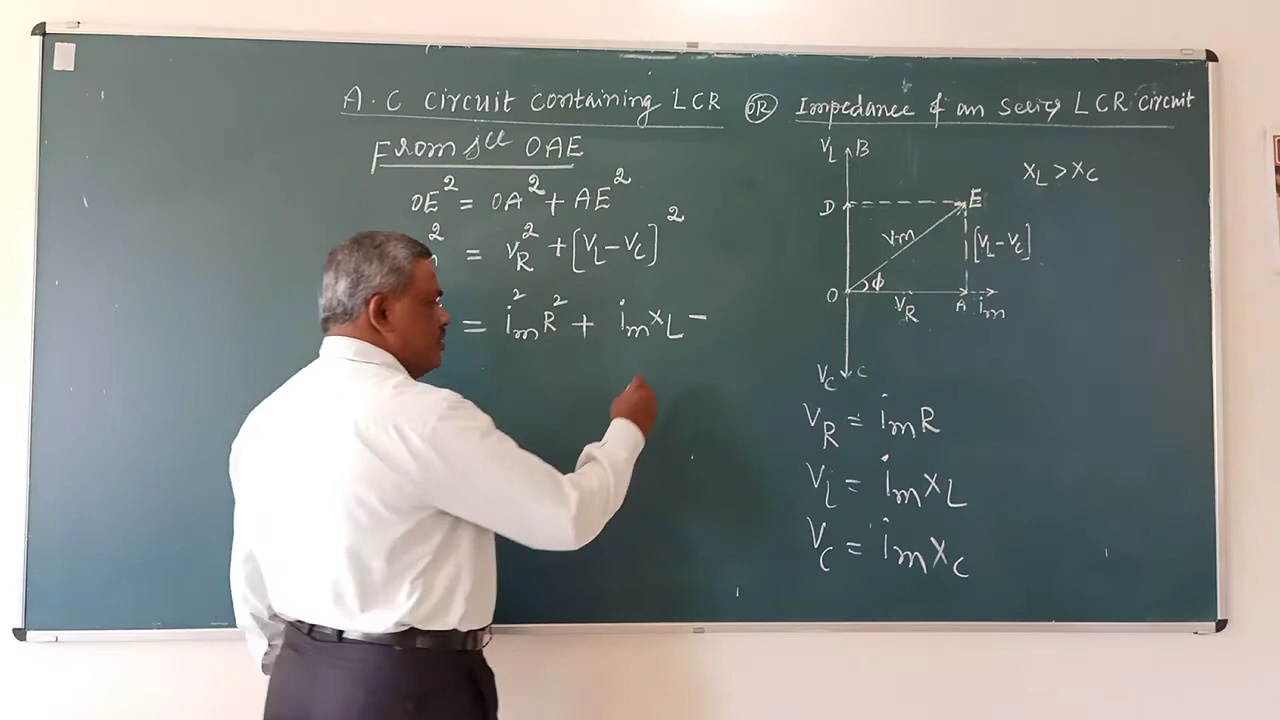 A.C Circuit containing LCR (OR) Impedance of an Series LCR Circuit
From Δle OAE
OE² = OA² + AE²
² = V_R² + [V_L - V_C]²
= i_m² R² + i_m X_L -
V_L B
X_L > X_C
D E
V_m [V_L - V_C]
O ϕ V_R A i_m
V_C C
V_R = i_m R
V_L = i_m X_L
V_C = i_m X_C